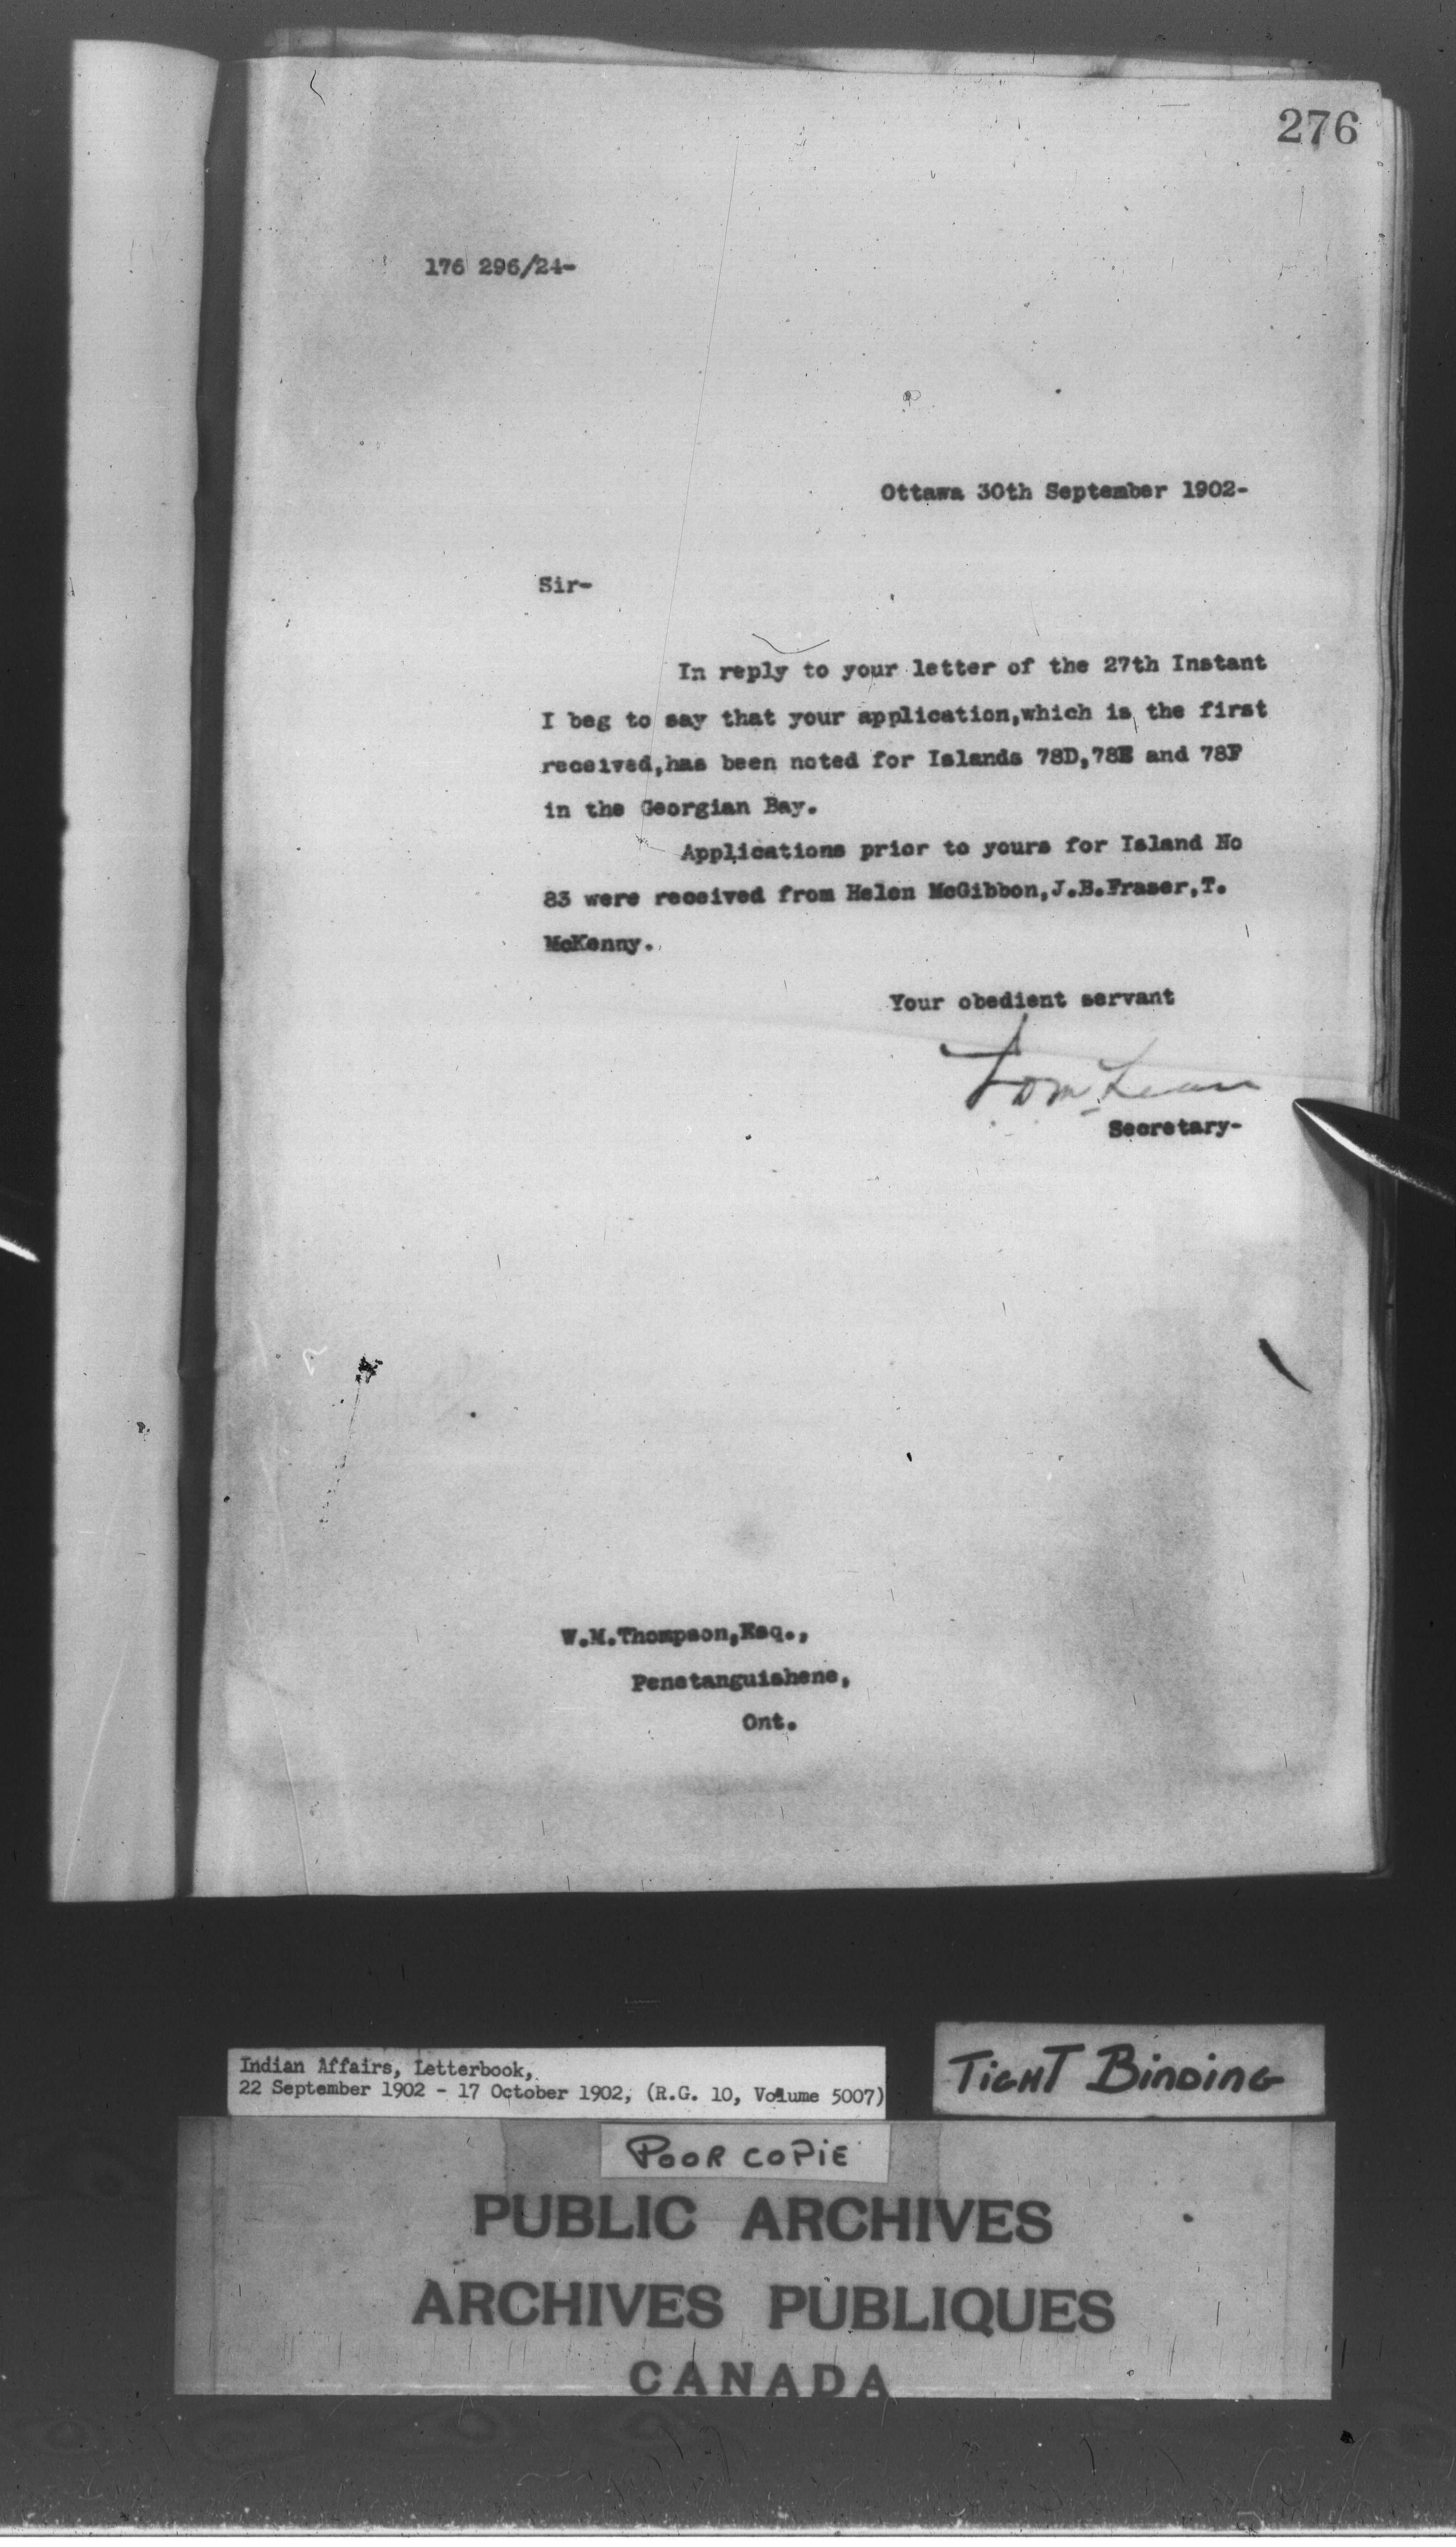 276
176 296/24-
Ottawa 30th September 1902-
Sir-
In reply to your letter of the 27th Instant
I beg to say that your application,which is the first
received,has been noted for Islands 78D,78E and 78F
in the Georgian Bay.
Applications prior to yours for Island No
83 were received from Helen McGibbon,J.B.Fraser,T.
McKenny.
Your obedient servant
Secretary-
W.M.Thompson,Esq.,
Penetanguishene,
Ont.
Indian Affairs, Letterbook,
22 September 1902 - 17 October 1902, (R.G. 10, Volume 5007)
TIGHT BINDING
POOR COPIE
PUBLIC ARCHIVES
ARCHIVES PUBLIQUES
CANADA